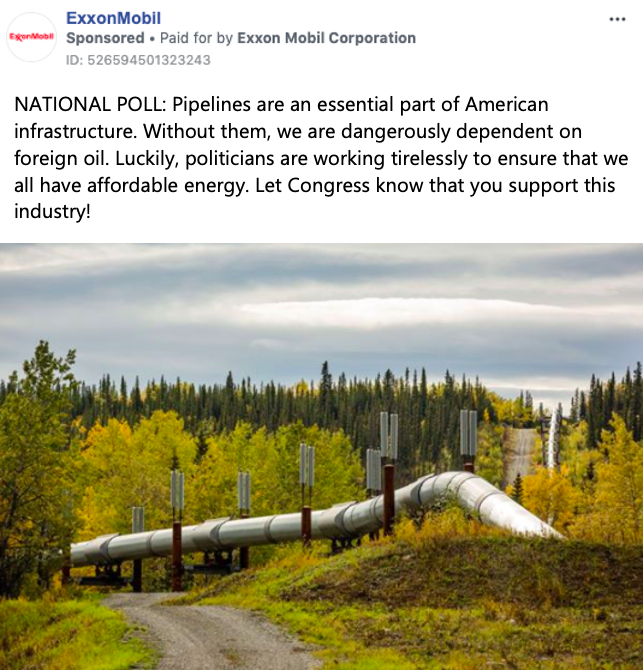 ExxonMobil
ExxonMobil
Sponsored • Paid for by Exxon Mobil Corporation
ID: 526594501323243
NATIONAL POLL: Pipelines are an essential part of American
infrastructure. Without them, we are dangerously dependent on
foreign oil. Luckily, politicians are working tirelessly to ensure that we
all have affordable energy. Let Congress know that you support this
industry!